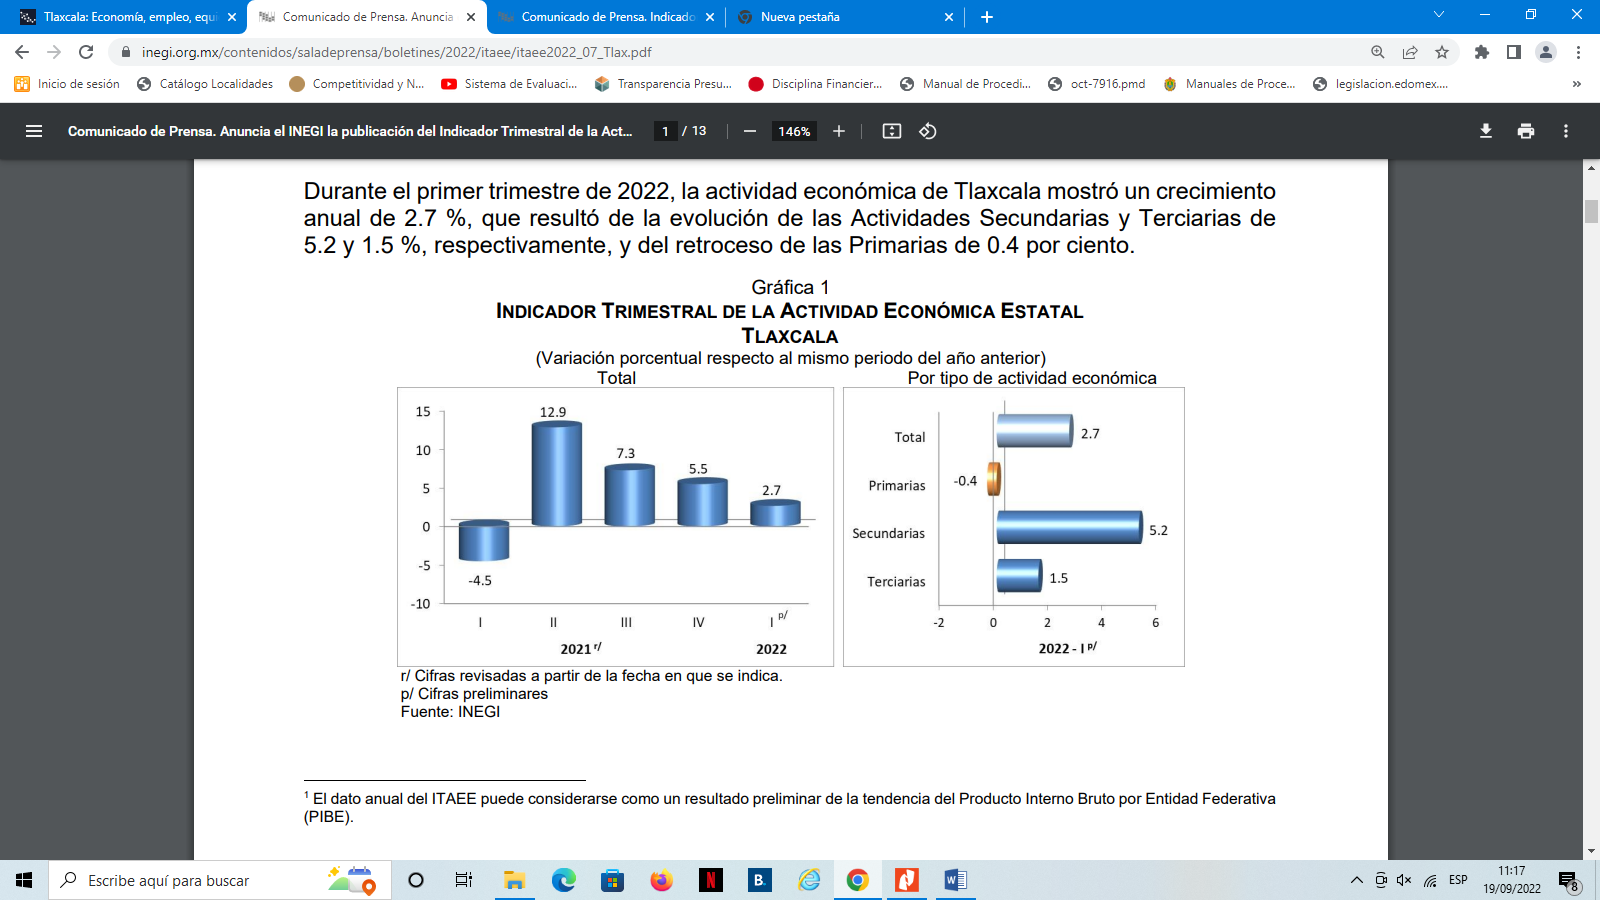 Tlaxcala: Economía, empleo, equ
Comunicado de Prensa. Anuncia
Comunicado de Prensa. Indicado
Nueva pestaña
inegi.org.mx/contenidos/saladeprensa/boletines/2022/itaee/itaee2022_07_Tlax.pdf
Inicio de sesión
Catálogo Localidades
Competitividad y N...
Sistema de Evaluaci...
Transparencia Presu...
Disciplina Financier...
Manual de Procedi...
oct-7916.pmd
Manuales de Proce...
legislacion.edomex....
»
Comunicado de Prensa. Anuncia el INEGI la publicación del Indicador Trimestral de la Act...
1 / 13
146%
Durante el primer trimestre de 2022, la actividad económica de Tlaxcala mostró un crecimiento
anual de 2.7 %, que resultó de la evolución de las Actividades Secundarias y Terciarias de
5.2 y 1.5 %, respectivamente, y del retroceso de las Primarias de 0.4 por ciento.
Gráfica 1
INDICADOR TRIMESTRAL DE LA ACTIVIDAD ECONÓMICA ESTATAL
TLAXCALA
(Variación porcentual respecto al mismo periodo del año anterior)
Total
15
10
5
0
-5
-10
-4.5
12.9
7.3
5.5
2.7
I
II
III
IV
I p/
2021 r/
2022
Por tipo de actividad económica
Total
2.7
Primarias
-0.4
Secundarias
5.2
Terciarias
1.5
-2
0
2
4
6
2022 - I p/
r/ Cifras revisadas a partir de la fecha en que se indica.
p/ Cifras preliminares
Fuente: INEGI
1 El dato anual del ITAEE puede considerarse como un resultado preliminar de la tendencia del Producto Interno Bruto por Entidad Federativa
(PIBE).
Escribe aquí para buscar
N
B.
W
ESP
11:17
19/09/2022
8